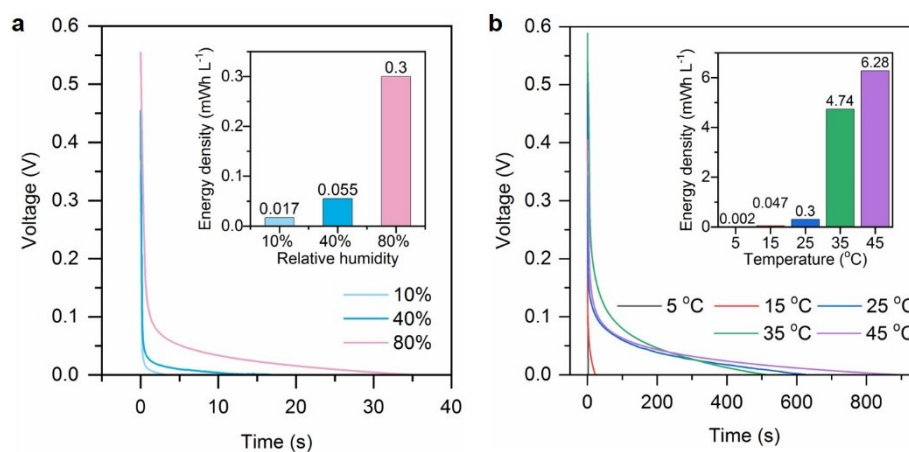 a
Voltage (V)
0.6
0.5
0.4
0.3
0.2
0.1
0.0
0 10 20 30 40
Time (s)
Energy density (mWh L⁻¹)
0.3
0.2
0.1
0.0
0.017
0.055
0.3
10% 40% 80%
Relative humidity
10%
40%
80%
b
Voltage (V)
0.6
0.5
0.4
0.3
0.2
0.1
0.0
0 200 400 600 800
Time (s)
Energy density (mWh L⁻¹)
6
4
2
0
0.002
0.047
0.3
4.74
6.28
5 15 25 35 45
Temperature (°C)
5 °C 15 °C 25 °C
35 °C 45 °C